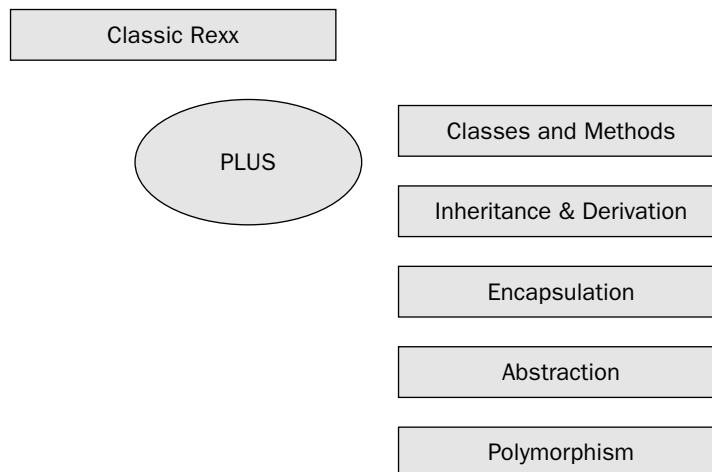 Classic Rexx
PLUS
Classes and Methods
Inheritance & Derivation
Encapsulation
Abstraction
Polymorphism